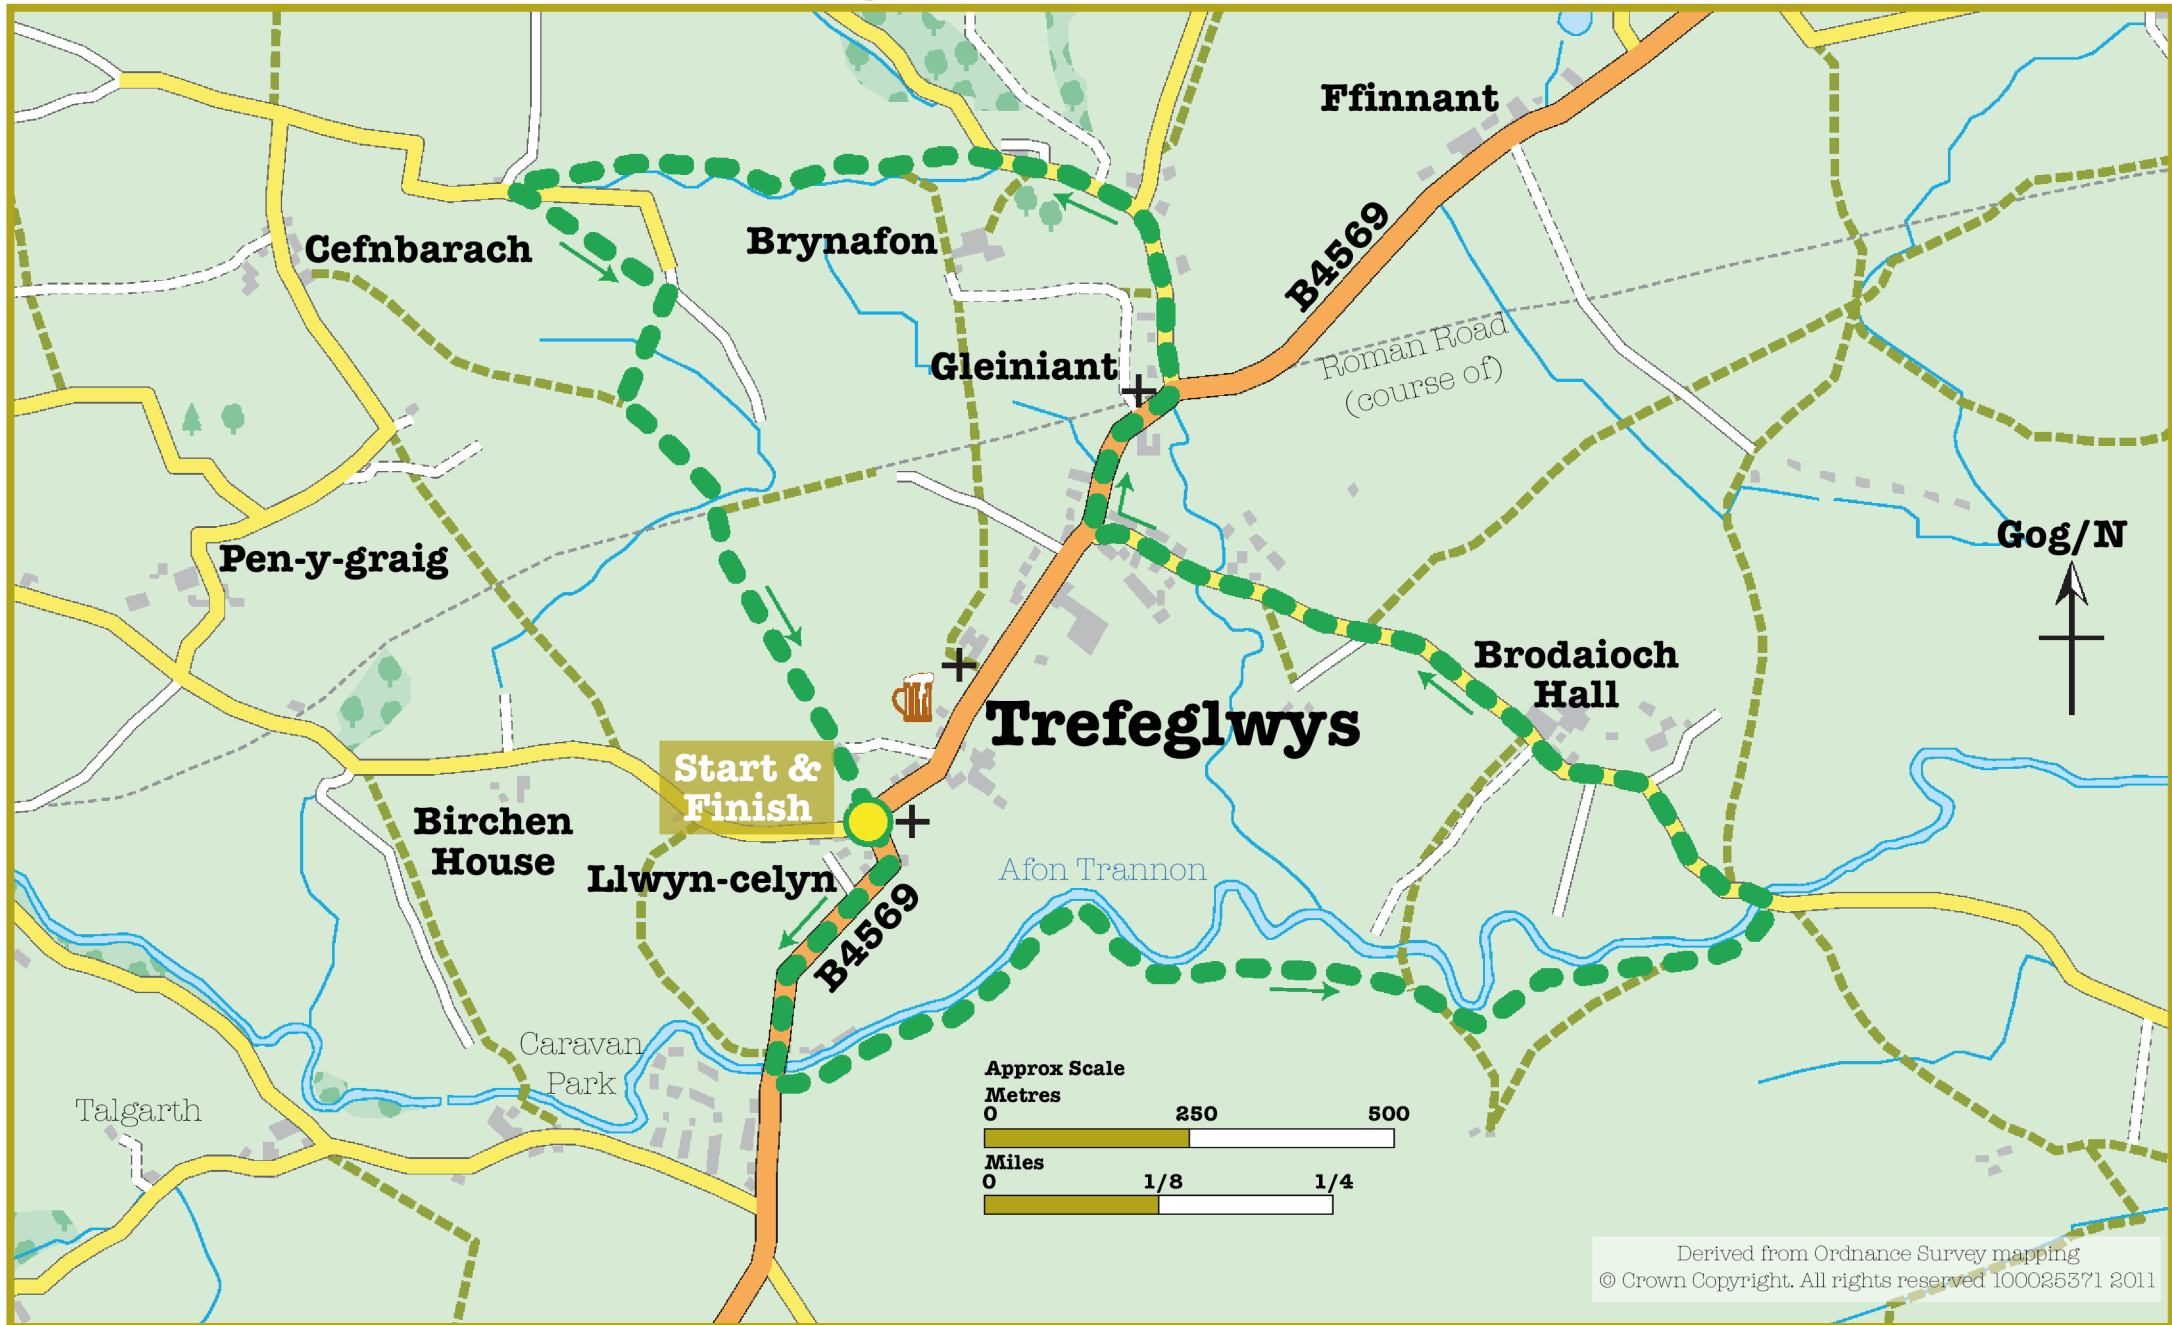 Ffinnant
Cefnbarach
Brynafon
B4569
Gleiniant
Roman Road
(course of)
Pen-y-graig
Gog/N
Brodaioch
Hall
Trefeglwys
Start &
Finish
Birchen
House
Llwyn-celyn
Afon Trannon
B4569
Caravan
Park
Talgarth
Approx Scale
Metres
0 250 500
Miles
0 1/8 1/4
Derived from Ordnance Survey mapping
© Crown Copyright. All rights reserved 100025371 2011